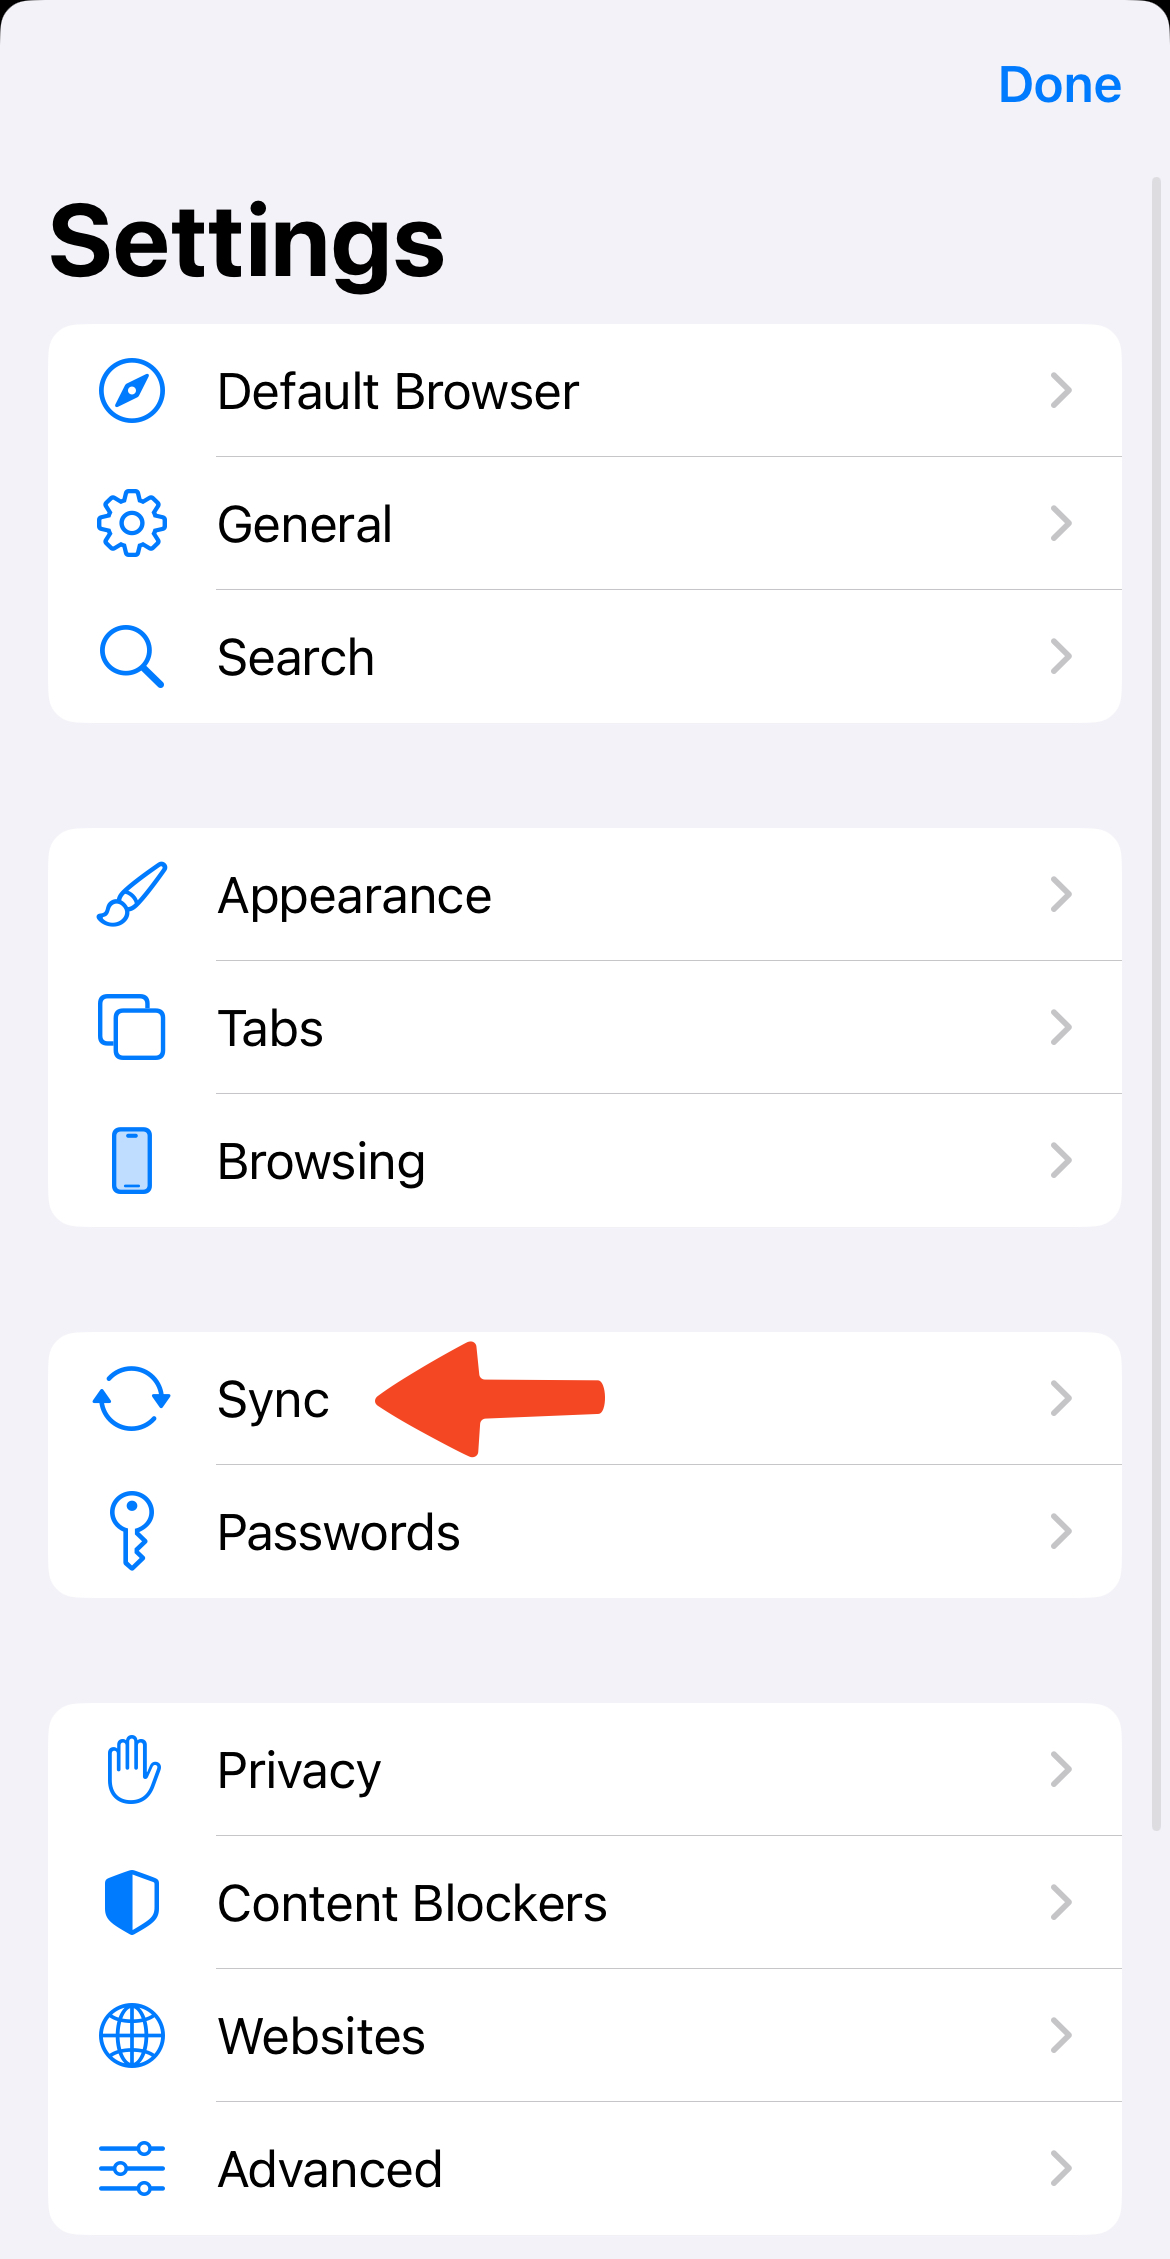 Done
Settings
Default Browser
General
Search
Appearance
Tabs
Browsing
Sync
Passwords
Privacy
Content Blockers
Websites
Advanced